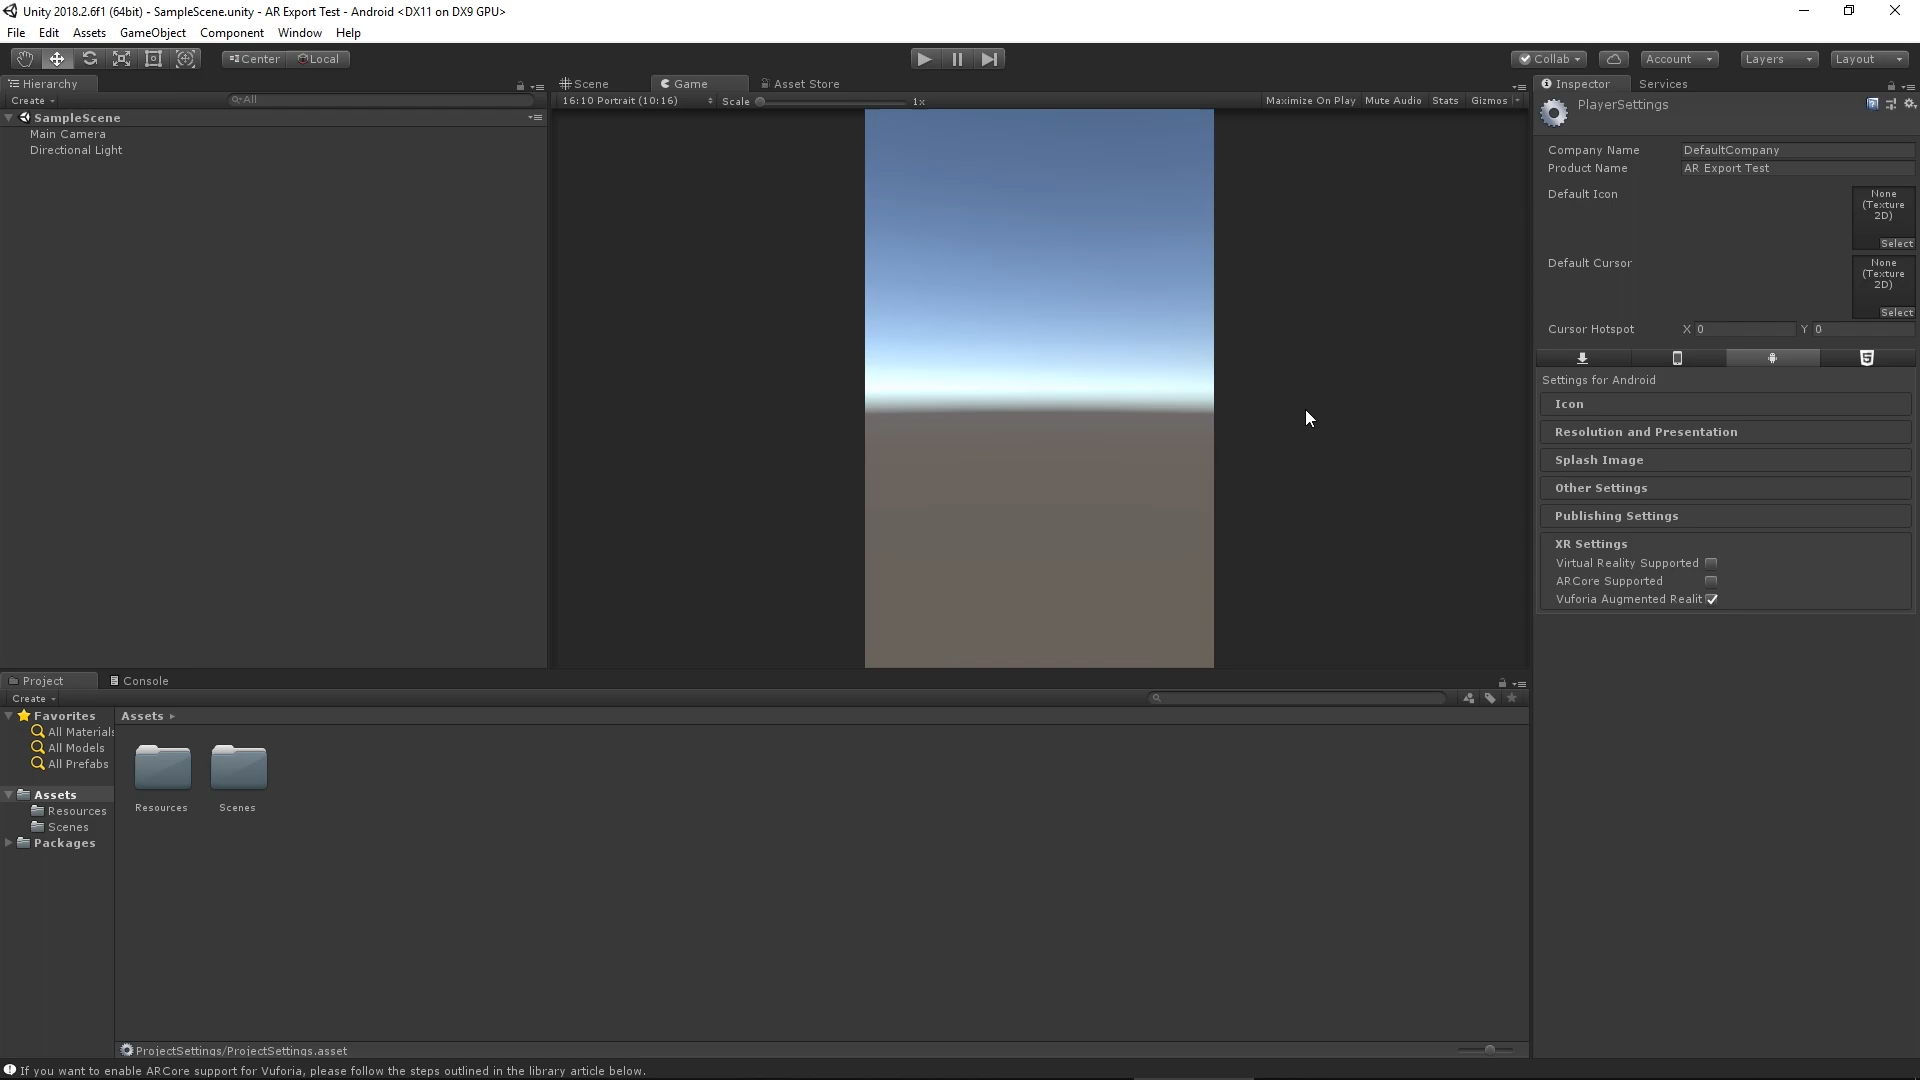 Unity 2018.2.6f1 (64bit) - SampleScene.unity - AR Export Test - Android <DX11 on DX9 GPU>
File Edit Assets GameObject Component Window Help
Center Local Collab Account Layers Layout
Hierarchy
Create All
SampleScene
Main Camera
Directional Light
Scene Game Asset Store
16:10 Portrait (10:16) Scale 1x Maximize On Play Mute Audio Stats Gizmos
Inspector Services
PlayerSettings
Company Name DefaultCompany
Product Name AR Export Test
Default Icon
None
(Texture
2D)
Select
Default Cursor
None
(Texture
2D)
Select
Cursor Hotspot X 0 Y 0
Settings for Android
Icon
Resolution and Presentation
Splash Image
Other Settings
Publishing Settings
XR Settings
Virtual Reality Supported
ARCore Supported
Vuforia Augmented Realit
Project Console
Create
Favorites
All Materials
All Models
All Prefabs
Assets
Resources
Scenes
Packages
Assets
Resources Scenes
ProjectSettings/ProjectSettings.asset
If you want to enable ARCore support for Vuforia, please follow the steps outlined in the library article below.